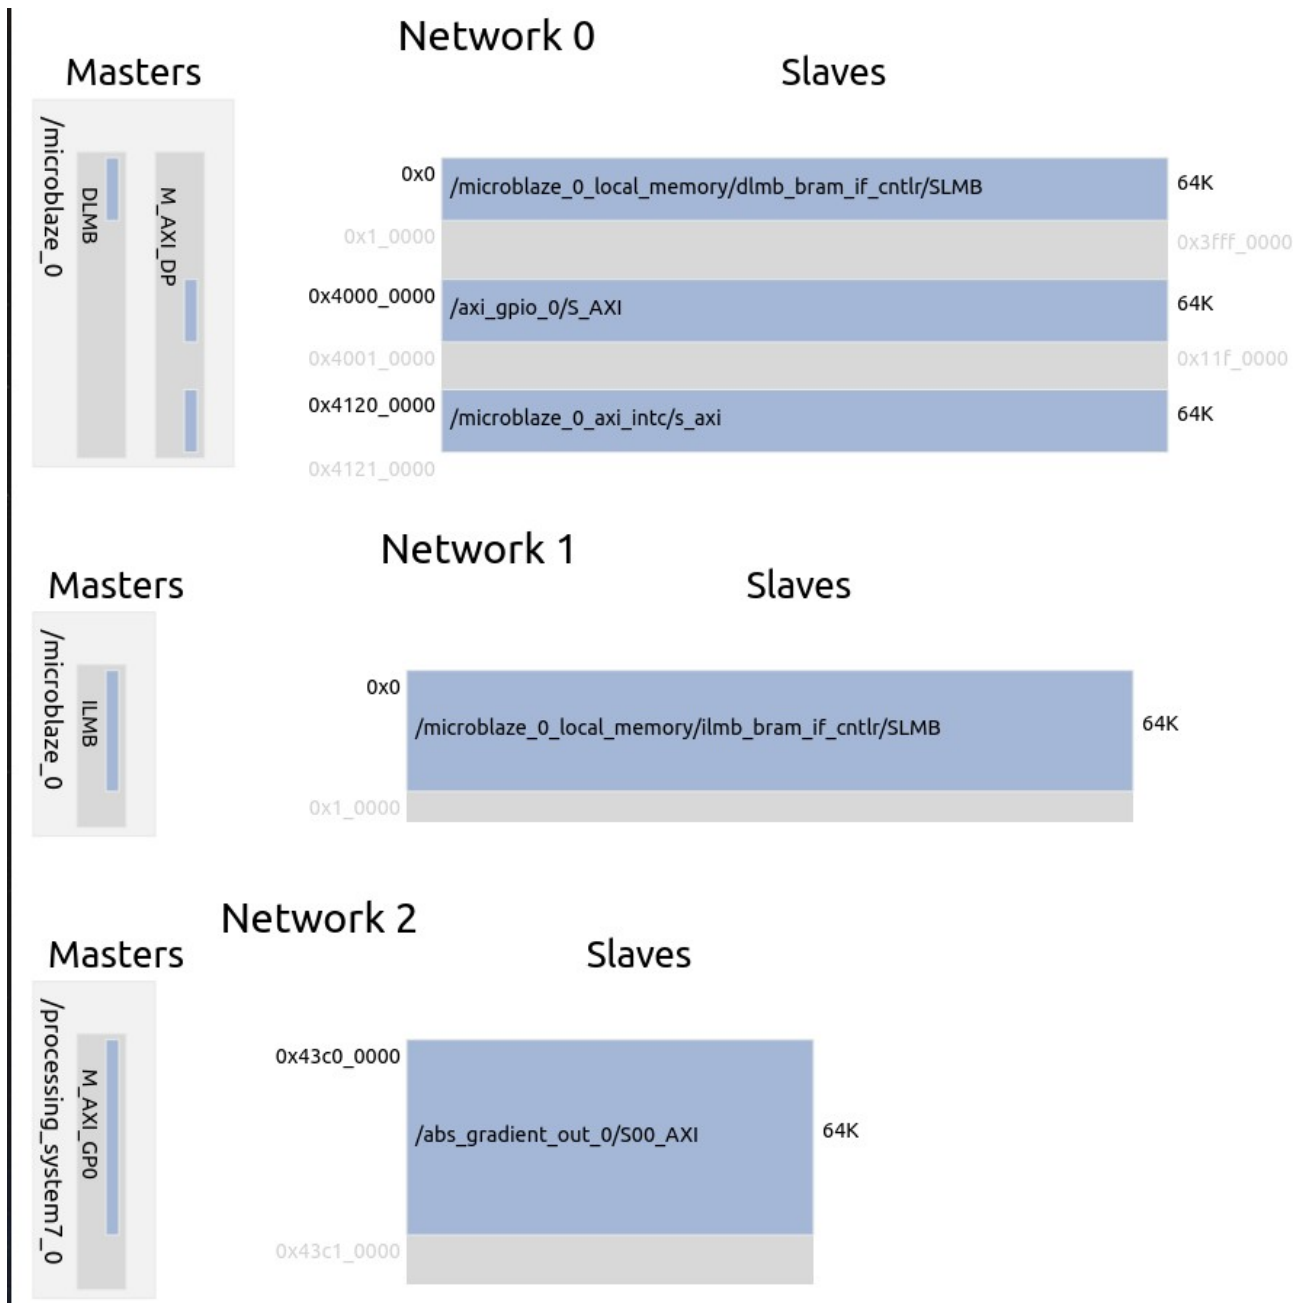 Network 0
Masters
Slaves
/microblaze_0
DLMB
M_AXI_DP
0x0
/microblaze_0_local_memory/dlmb_bram_if_cntlr/SLMB
64K
0x1_0000
0x3fff_0000
0x4000_0000
/axi_gpio_0/S_AXI
64K
0x4001_0000
0x11f_0000
0x4120_0000
/microblaze_0_axi_intc/s_axi
64K
0x4121_0000
Network 1
Masters
Slaves
/microblaze_0
ILMB
0x0
/microblaze_0_local_memory/ilmb_bram_if_cntlr/SLMB
64K
0x1_0000
Network 2
Masters
Slaves
/processing_system7_0
M_AXI_GP0
0x43c0_0000
/abs_gradient_out_0/S00_AXI
64K
0x43c1_0000